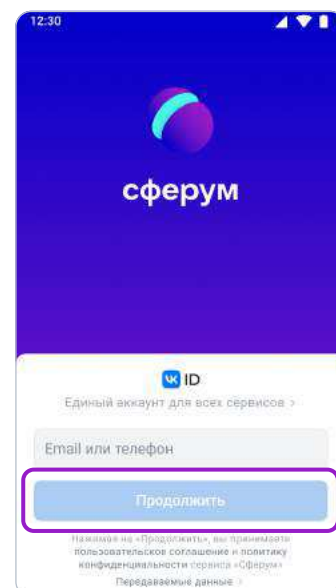 12:30
сферум
VK ID
Единый аккаунт для всех сервисов >
Email или телефон
Продолжить
Нажимая на «Продолжить», вы принимаете
пользовательское соглашение и политику
конфиденциальности сервиса «Сферум»
Передаваемые данные >